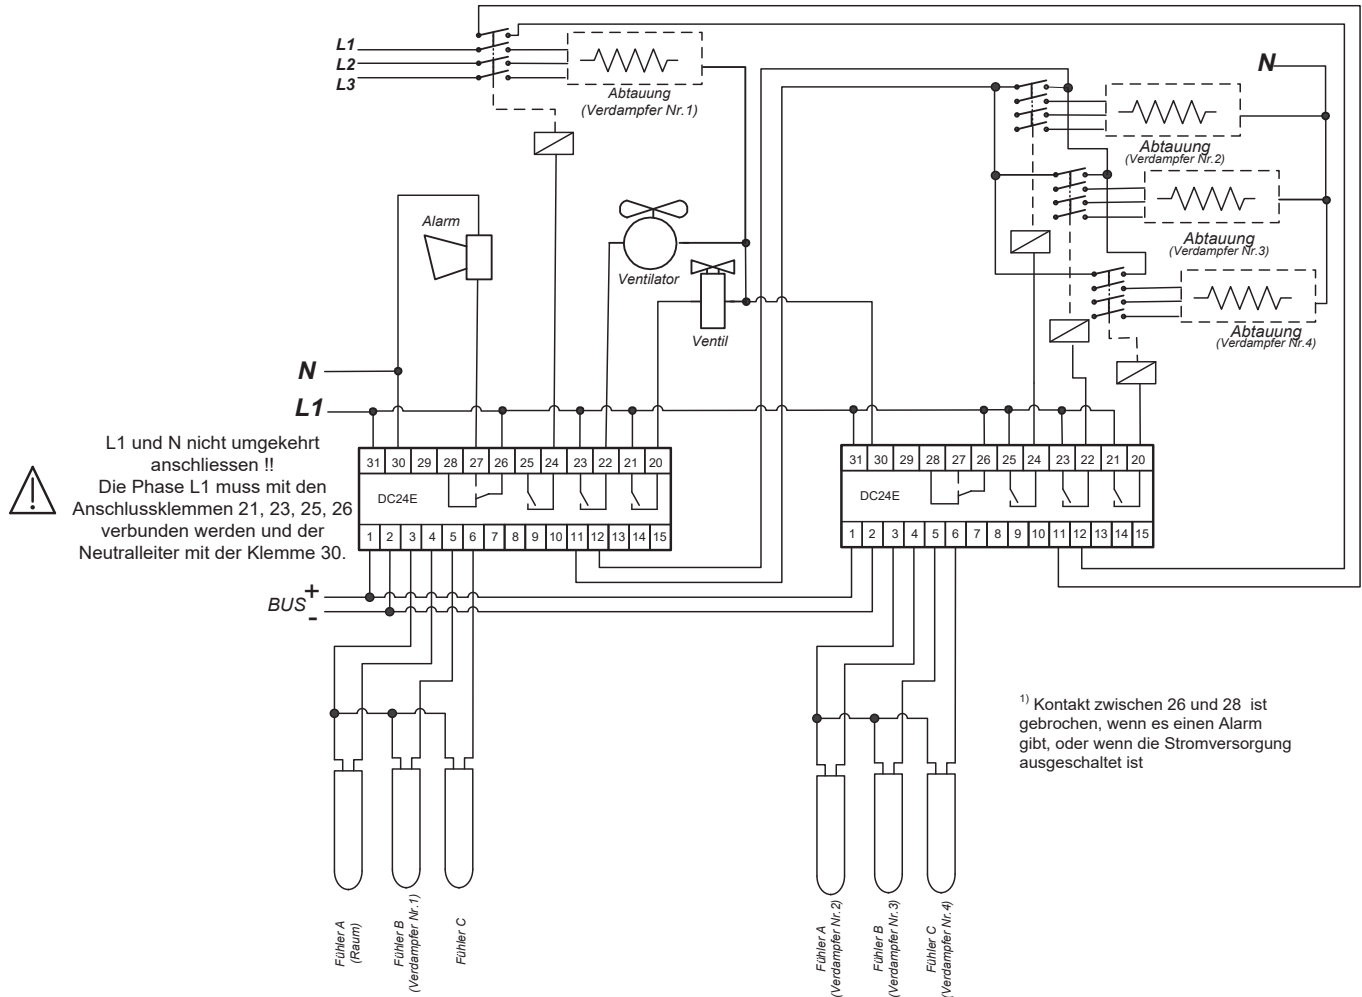 L1
L2
L3
Abtauung
(Verdampfer Nr.1)
N
Abtauung
(Verdampfer Nr.2)
Abtauung
(Verdampfer Nr.3)
Abtauung
(Verdampfer Nr.4)
Alarm
Ventilator
Ventil
N
L1
L1 und N nicht umgekehrt
anschliessen !!
Die Phase L1 muss mit den
Anschlussklemmen 21, 23, 25, 26
verbunden werden und der
Neutralleiter mit der Klemme 30.
31 30 29 28 27 26 25 24 23 22 21 20
DC24E
1 2 3 4 5 6 7 8 9 10 11 12 13 14 15
31 30 29 28 27 26 25 24 23 22 21 20
DC24E
1 2 3 4 5 6 7 8 9 10 11 12 13 14 15
BUS + -
1) Kontakt zwischen 26 und 28 ist
gebrochen, wenn es einen Alarm
gibt, oder wenn die Stromversorgung
ausgeschaltet ist
Fühler A
(Raum)
Fühler B
(Verdampfer Nr.1)
Fühler C
Fühler A
(Verdampfer Nr.2)
Fühler B
(Verdampfer Nr.3)
Fühler C
(Verdampfer Nr.4)